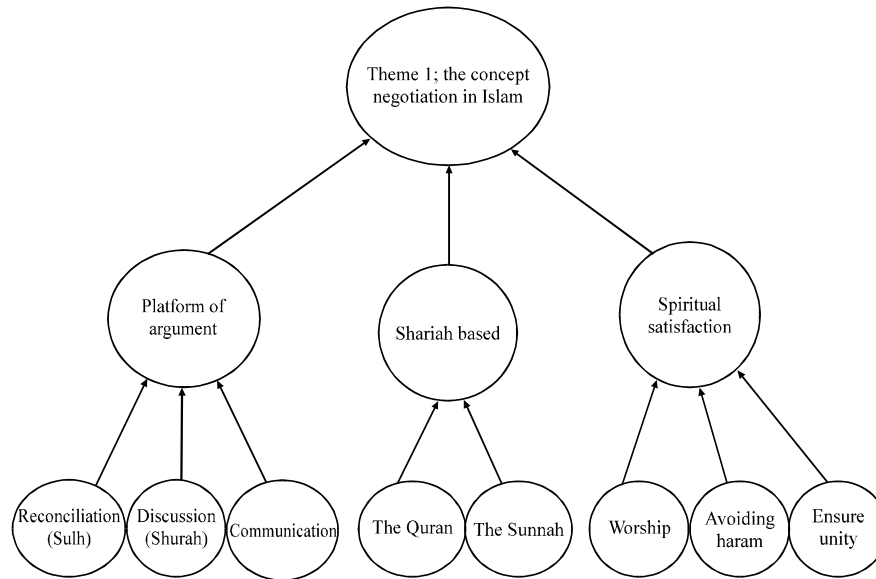 Theme 1; the concept
negotiation in Islam
Platform of
argument
Shariah based
Spiritual
satisfaction
Reconciliation
(Sulh)
Discussion
(Shurah)
Communication
The Quran
The Sunnah
Worship
Avoiding
haram
Ensure
unity